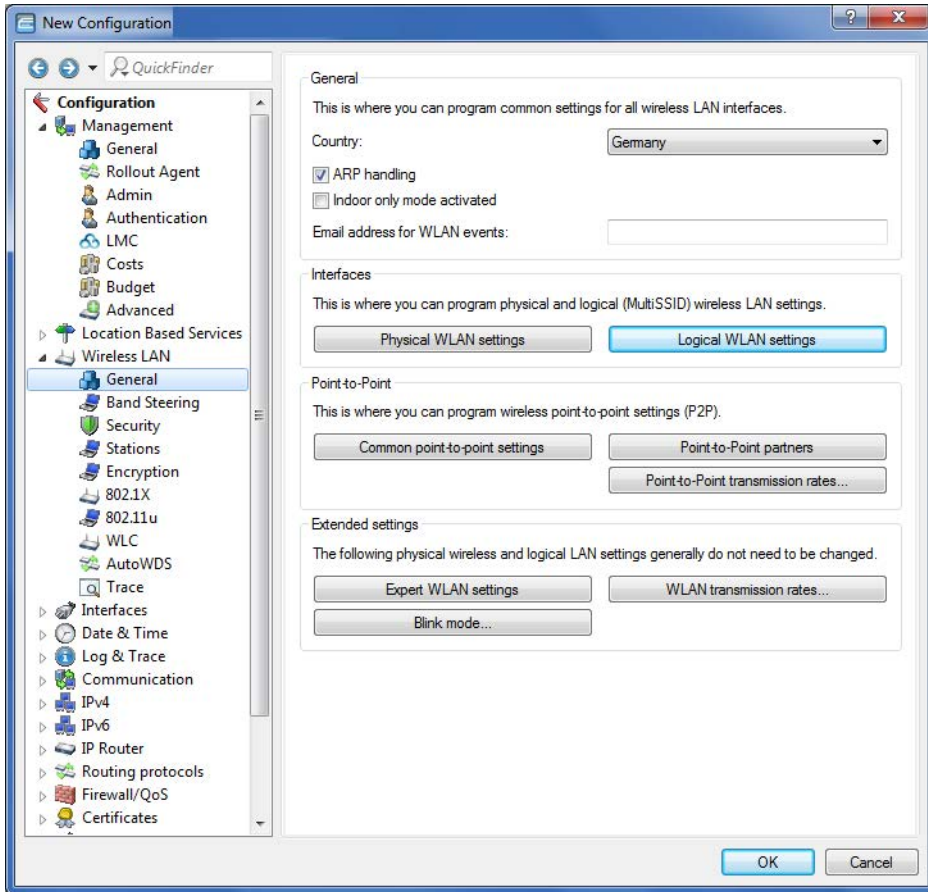 New Configuration
QuickFinder
Configuration
Management
General
Rollout Agent
Admin
Authentication
LMC
Costs
Budget
Advanced
Location Based Services
Wireless LAN
General
Band Steering
Security
Stations
Encryption
802.1X
802.11u
WLC
AutoWDS
Trace
Interfaces
Date & Time
Log & Trace
Communication
IPv4
IPv6
IP Router
Routing protocols
Firewall/QoS
Certificates
General
This is where you can program common settings for all wireless LAN interfaces.
Country: Germany
ARP handling
Indoor only mode activated
Email address for WLAN events:
Interfaces
This is where you can program physical and logical (MultiSSID) wireless LAN settings.
Physical WLAN settings Logical WLAN settings
Point-to-Point
This is where you can program wireless point-to-point settings (P2P).
Common point-to-point settings Point-to-Point partners
Point-to-Point transmission rates...
Extended settings
The following physical wireless and logical LAN settings generally do not need to be changed.
Expert WLAN settings WLAN transmission rates...
Blink mode...
OK Cancel